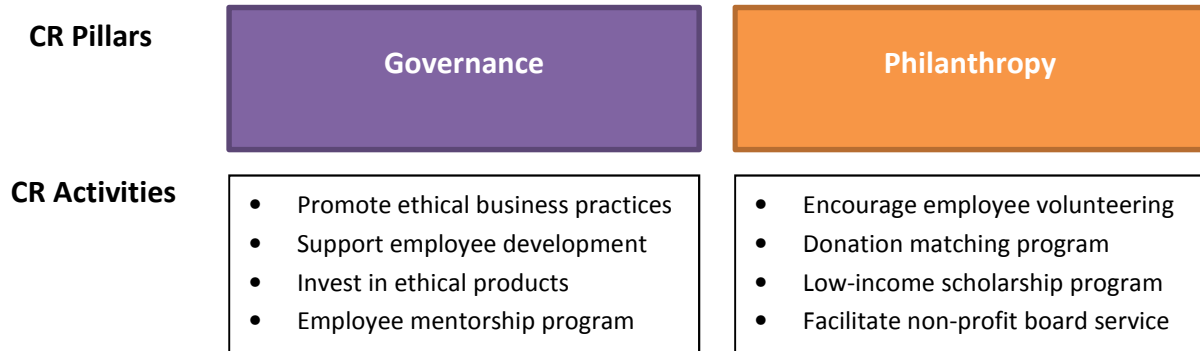 CR Pillars
Governance
Philanthropy
CR Activities
• Promote ethical business practices
• Support employee development
• Invest in ethical products
• Employee mentorship program
• Encourage employee volunteering
• Donation matching program
• Low-income scholarship program
• Facilitate non-profit board service